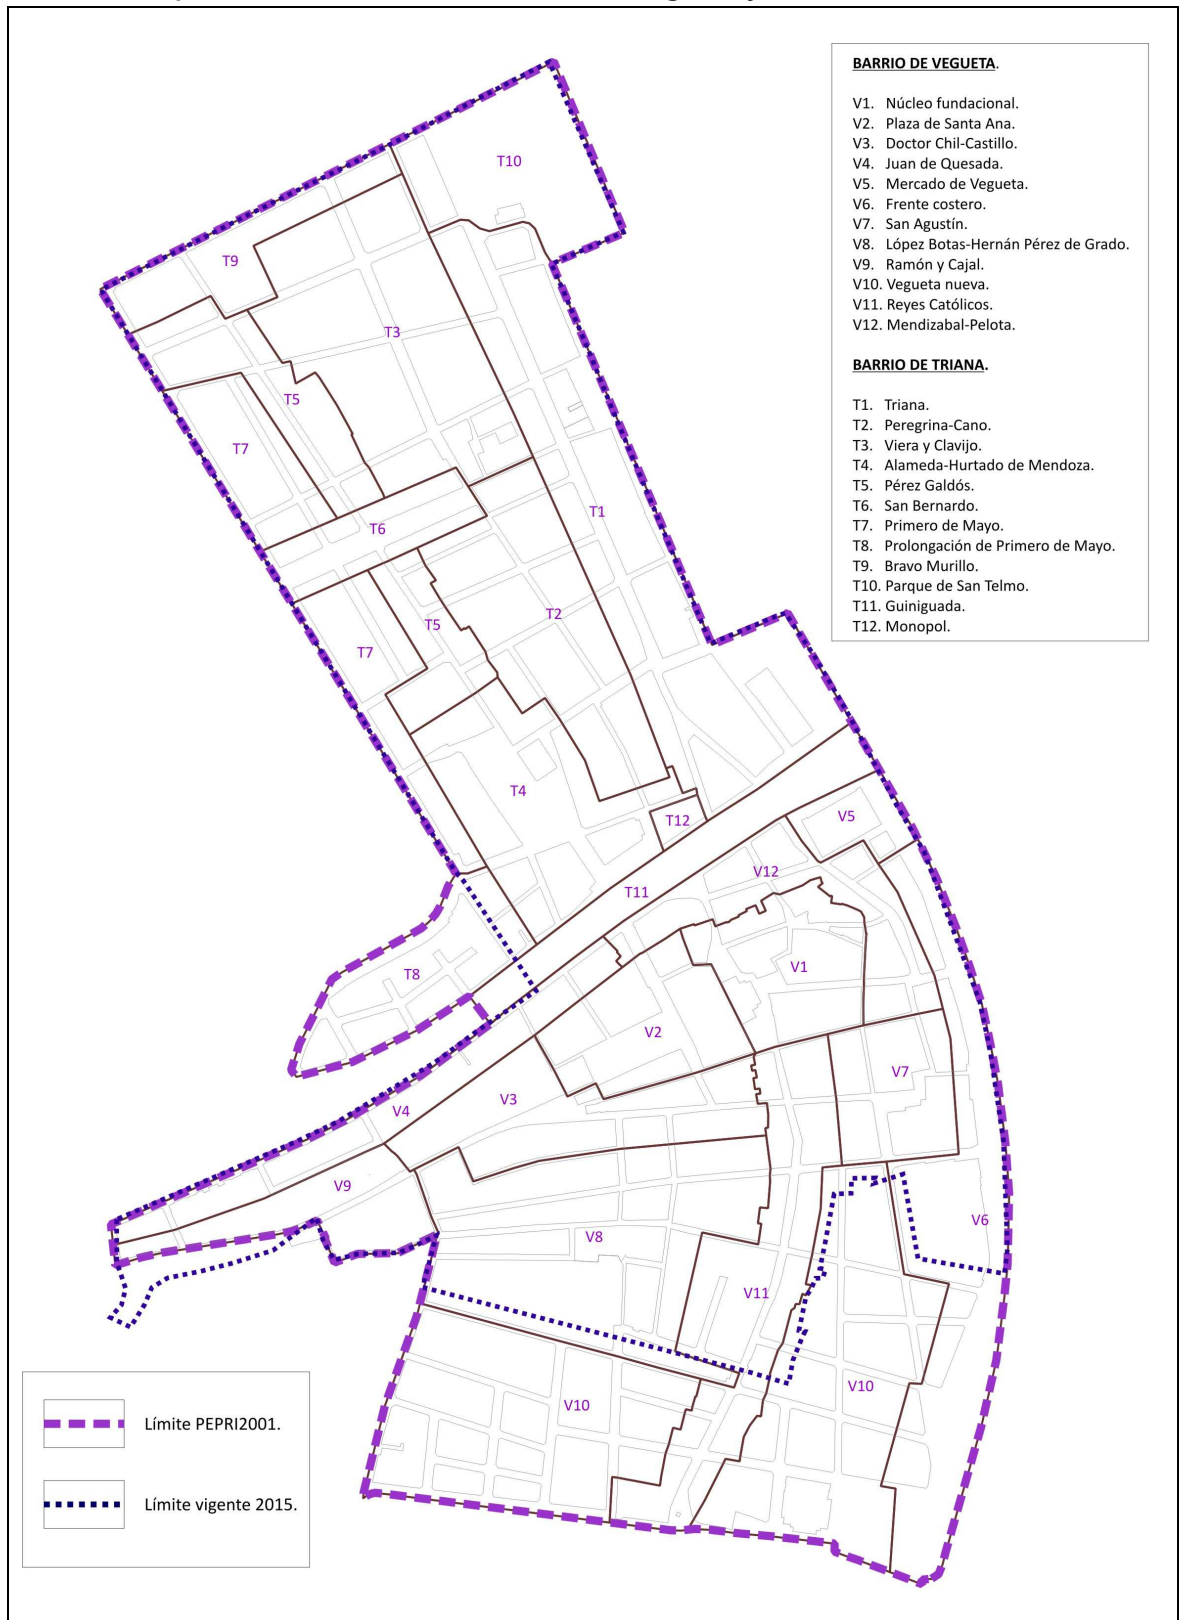 BARRIO DE VEGUETA.
V1. Núcleo fundacional.
V2. Plaza de Santa Ana.
V3. Doctor Chil-Castillo.
V4. Juan de Quesada.
V5. Mercado de Vegueta.
V6. Frente costero.
V7. San Agustín.
V8. López Botas-Hernán Pérez de Grado.
V9. Ramón y Cajal.
V10. Vegueta nueva.
V11. Reyes Católicos.
V12. Mendizabal-Pelota.
BARRIO DE TRIANA.
T1. Triana.
T2. Peregrina-Cano.
T3. Viera y Clavijo.
T4. Alameda-Hurtado de Mendoza.
T5. Pérez Galdós.
T6. San Bernardo.
T7. Primero de Mayo.
T8. Prolongación de Primero de Mayo.
T9. Bravo Murillo.
T10. Parque de San Telmo.
T11. Guiniguada.
T12. Monopol.
T10
T9
T3
T5
T7
T1
T6
T2
T5
T7
T4
T12
V5
V12
T11
V1
T8
V2
V7
V3
V4
V9
V6
V8
V11
V10
V10
Límite PEPRI2001.
Límite vigente 2015.